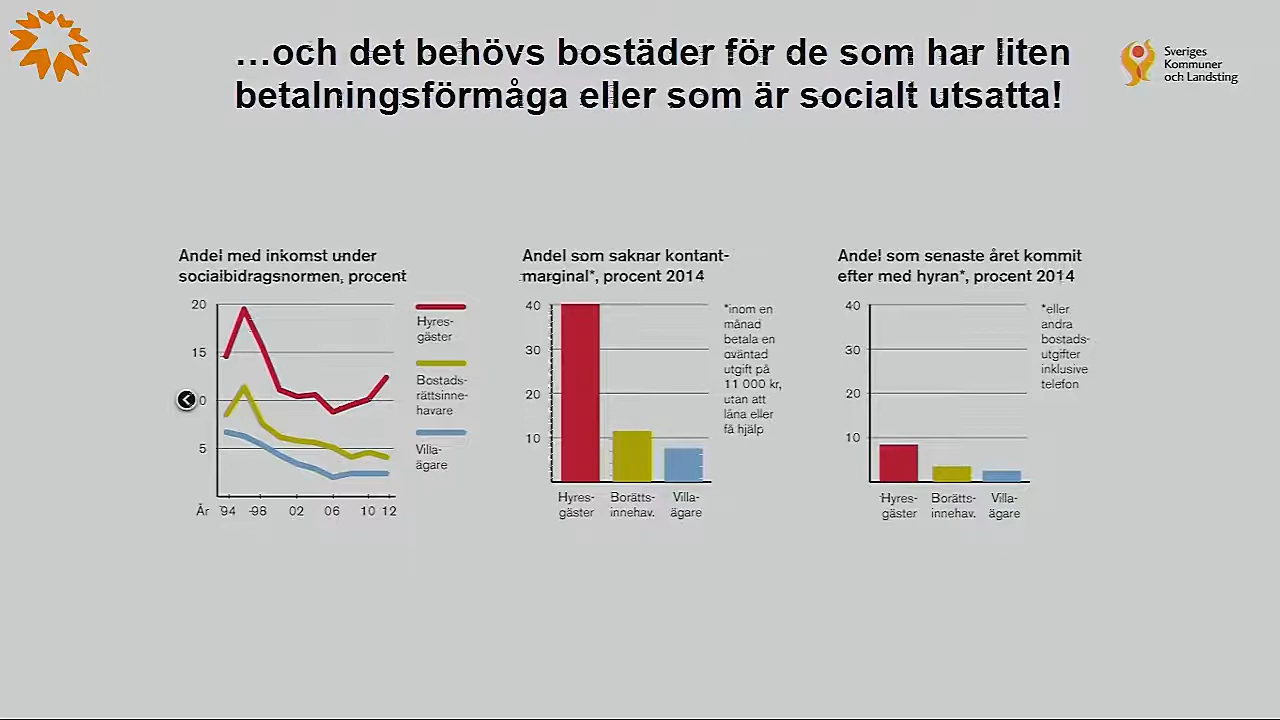 …och det behövs bostäder för de som har liten
betalningsförmåga eller som är socialt utsatta!
Sveriges
Kommuner
och Landsting
Andel med inkomst under
socialbidragsnormen, procent
20
15
0
5
År '94 -98 02 06 10 12
Hyres-
gäster
Bostads-
rättsinne-
havare
Villa-
ägare
Andel som saknar kontant-
marginal*, procent 2014
40
30
20
10
Hyres-
gäster
Borätts-
innehav.
Villa-
ägare
*inom en
månad
betala en
oväntad
utgift på
11 000 kr,
utan att
låna eller
få hjälp
Andel som senaste året kommit
efter med hyran*, procent 2014
40
30
20
10
Hyres-
gäster
Borätts-
innehav.
Villa-
ägare
*eller
andra
bostads-
utgifter
inklusive
telefon